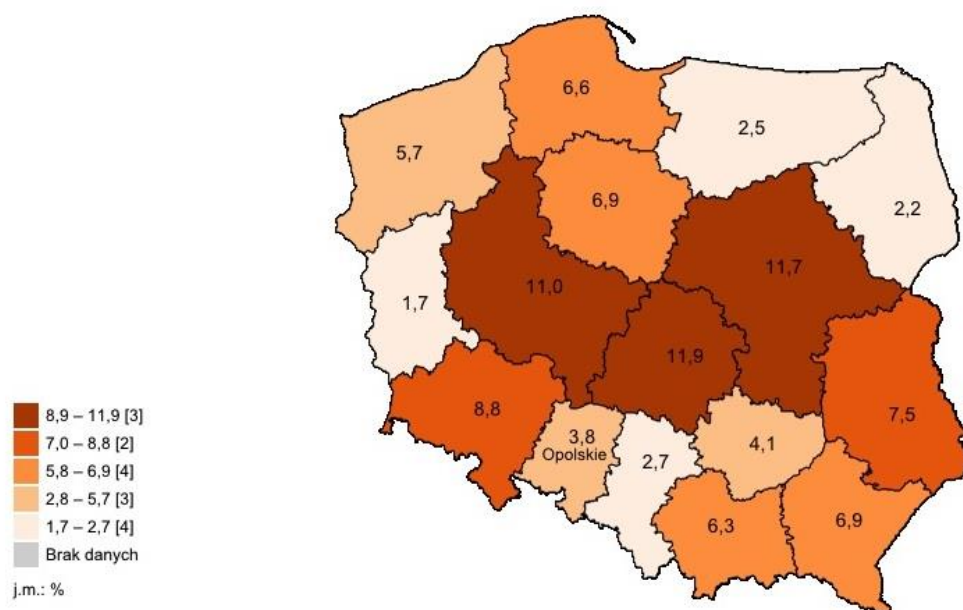 6,6
2,5
5,7
6,9
2,2
11,7
11,0
1,7
11,9
8,8
7,5
3,8
Opolskie
2,7
4,1
6,3
6,9
8,9 – 11,9 [3]
7,0 – 8,8 [2]
5,8 – 6,9 [4]
2,8 – 5,7 [3]
1,7 – 2,7 [4]
Brak danych
j.m.: %